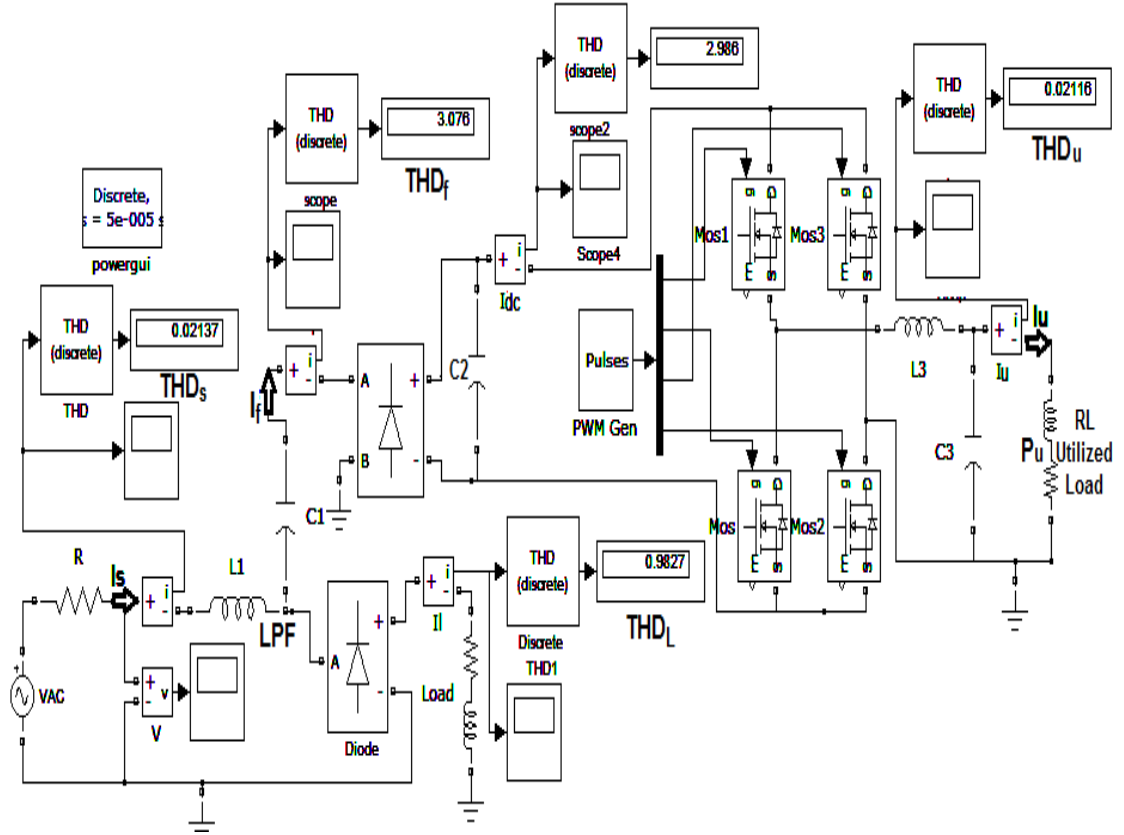 THD
(discrete)
2.986
scope2
Scope4
THD
(discrete)
3.076
THDf
scope
THD
(discrete)
0.02116
THDu
Discrete,
s = 5e-005 s
powergui
THD
(discrete)
0.02137
THDs
THD
If
+
i
-
A
B
+
-
C2
+
i
-
Idc
g
D
Mos1
E
s
g
D
Mos3
E
s
Pulses
PWM Gen
L3
+
i
-
Iu
Iu
C3
RL
Pu Utilized
Load
g
D
Mos
E
s
g
D
Mos2
E
s
C1
R
Is
+
i
-
L1
LPF
VAC
+
+
-
v
V
A
+
-
Diode
+
i
-
Il
Load
THD
(discrete)
0.9827
THDL
Discrete
THD1